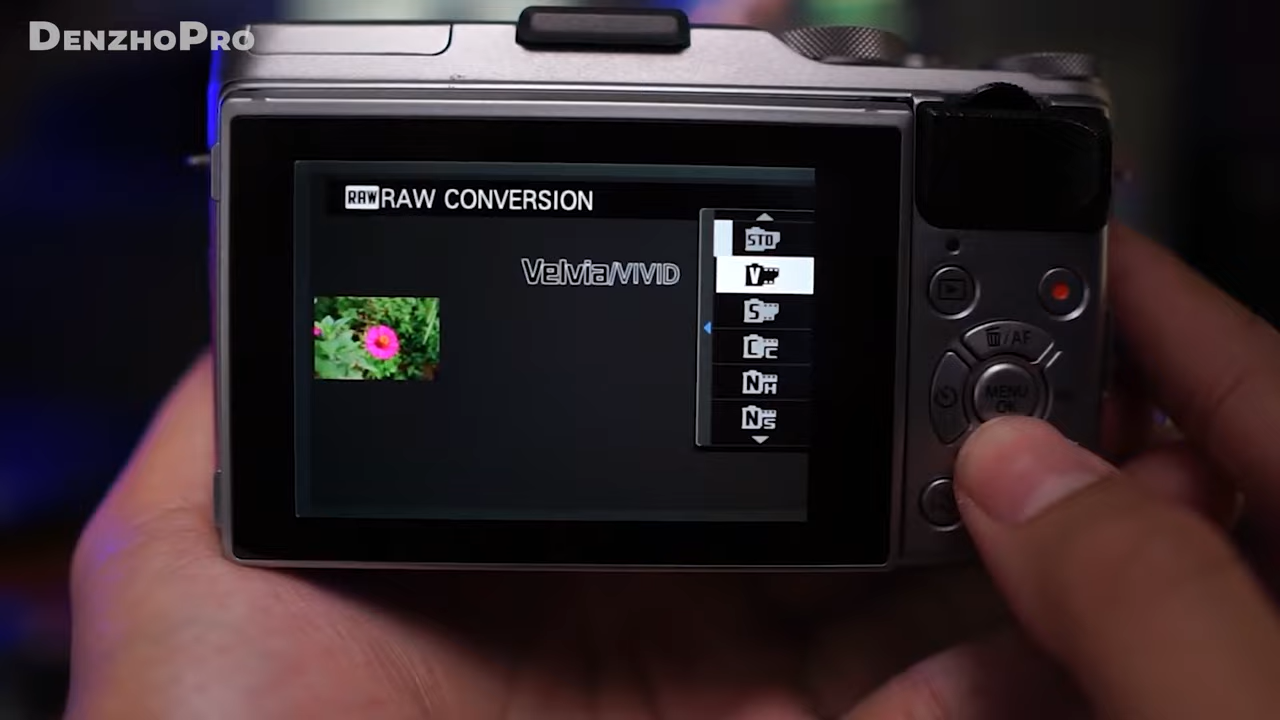 DENZHOPRO
RAW RAW CONVERSION
STD
Velvia/VIVID
V
S
Cc
NH
NS
/AF
MENU
OK